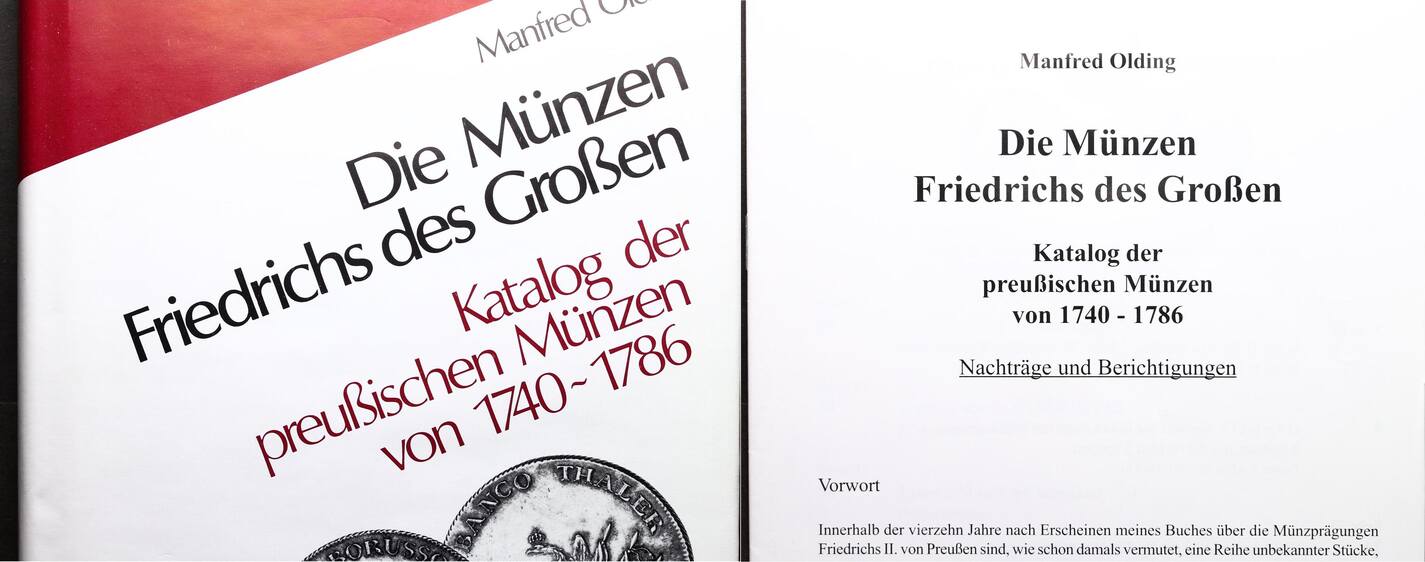 Manfred
Die Münzen
Friedrichs des Großen
Katalog der
preußischen Münzen
von 1740~1786
BANCO THALER
BORUSSO
Manfred Olding
Die Münzen
Friedrichs des Großen
Katalog der
preußischen Münzen
von 1740 - 1786
Nachträge und Berichtigungen
Vorwort
Innerhalb der vierzehn Jahre nach Erscheinen meines Buches über die Münzprägungen
Friedrichs II. von Preußen sind, wie schon damals vermutet, eine Reihe unbekannter Stücke,